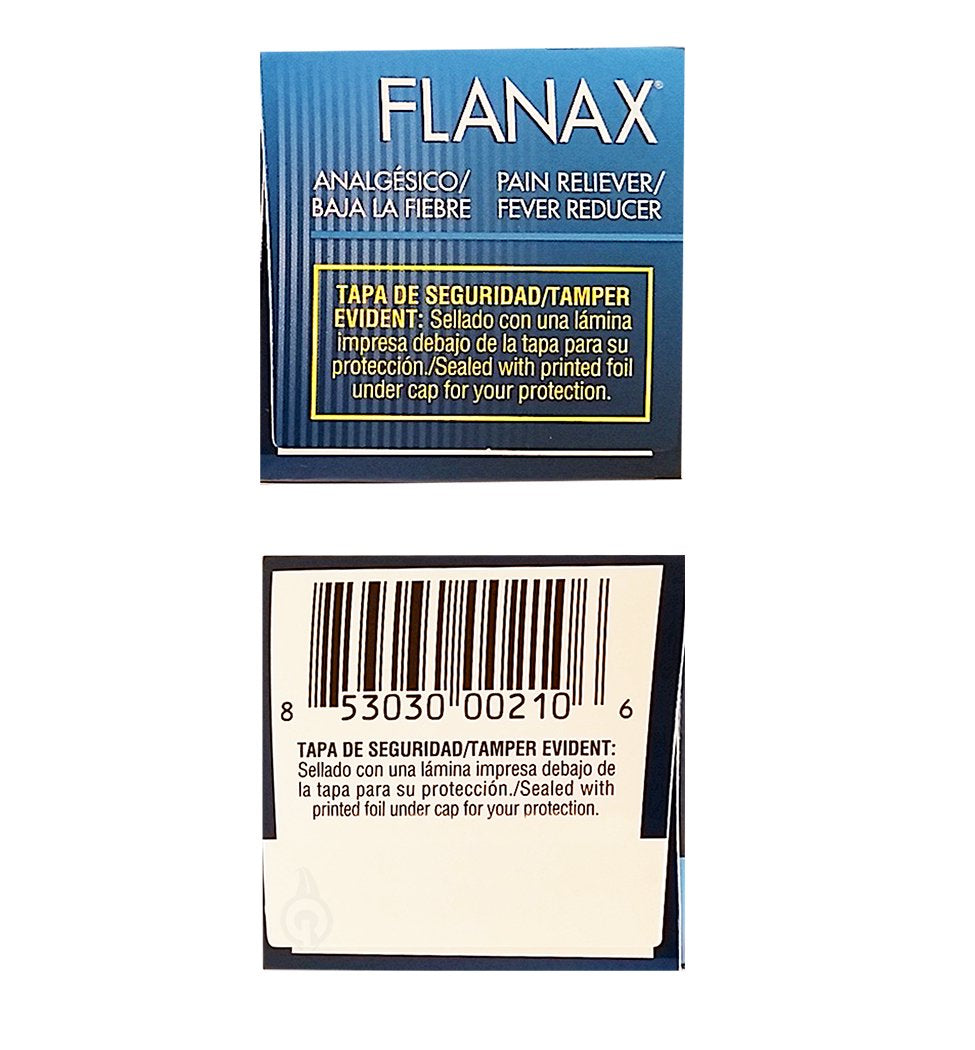 FLANAX®
ANALGÉSICO/ PAIN RELIEVER/
BAJA LA FIEBRE FEVER REDUCER
TAPA DE SEGURIDAD/TAMPER
EVIDENT: Sellado con una lámina
impresa debajo de la tapa para su
protección./Sealed with printed foil
under cap for your protection.
8 53030 00210 6
TAPA DE SEGURIDAD/TAMPER EVIDENT:
Sellado con una lámina impresa debajo de
la tapa para su protección./Sealed with
printed foil under cap for your protection.